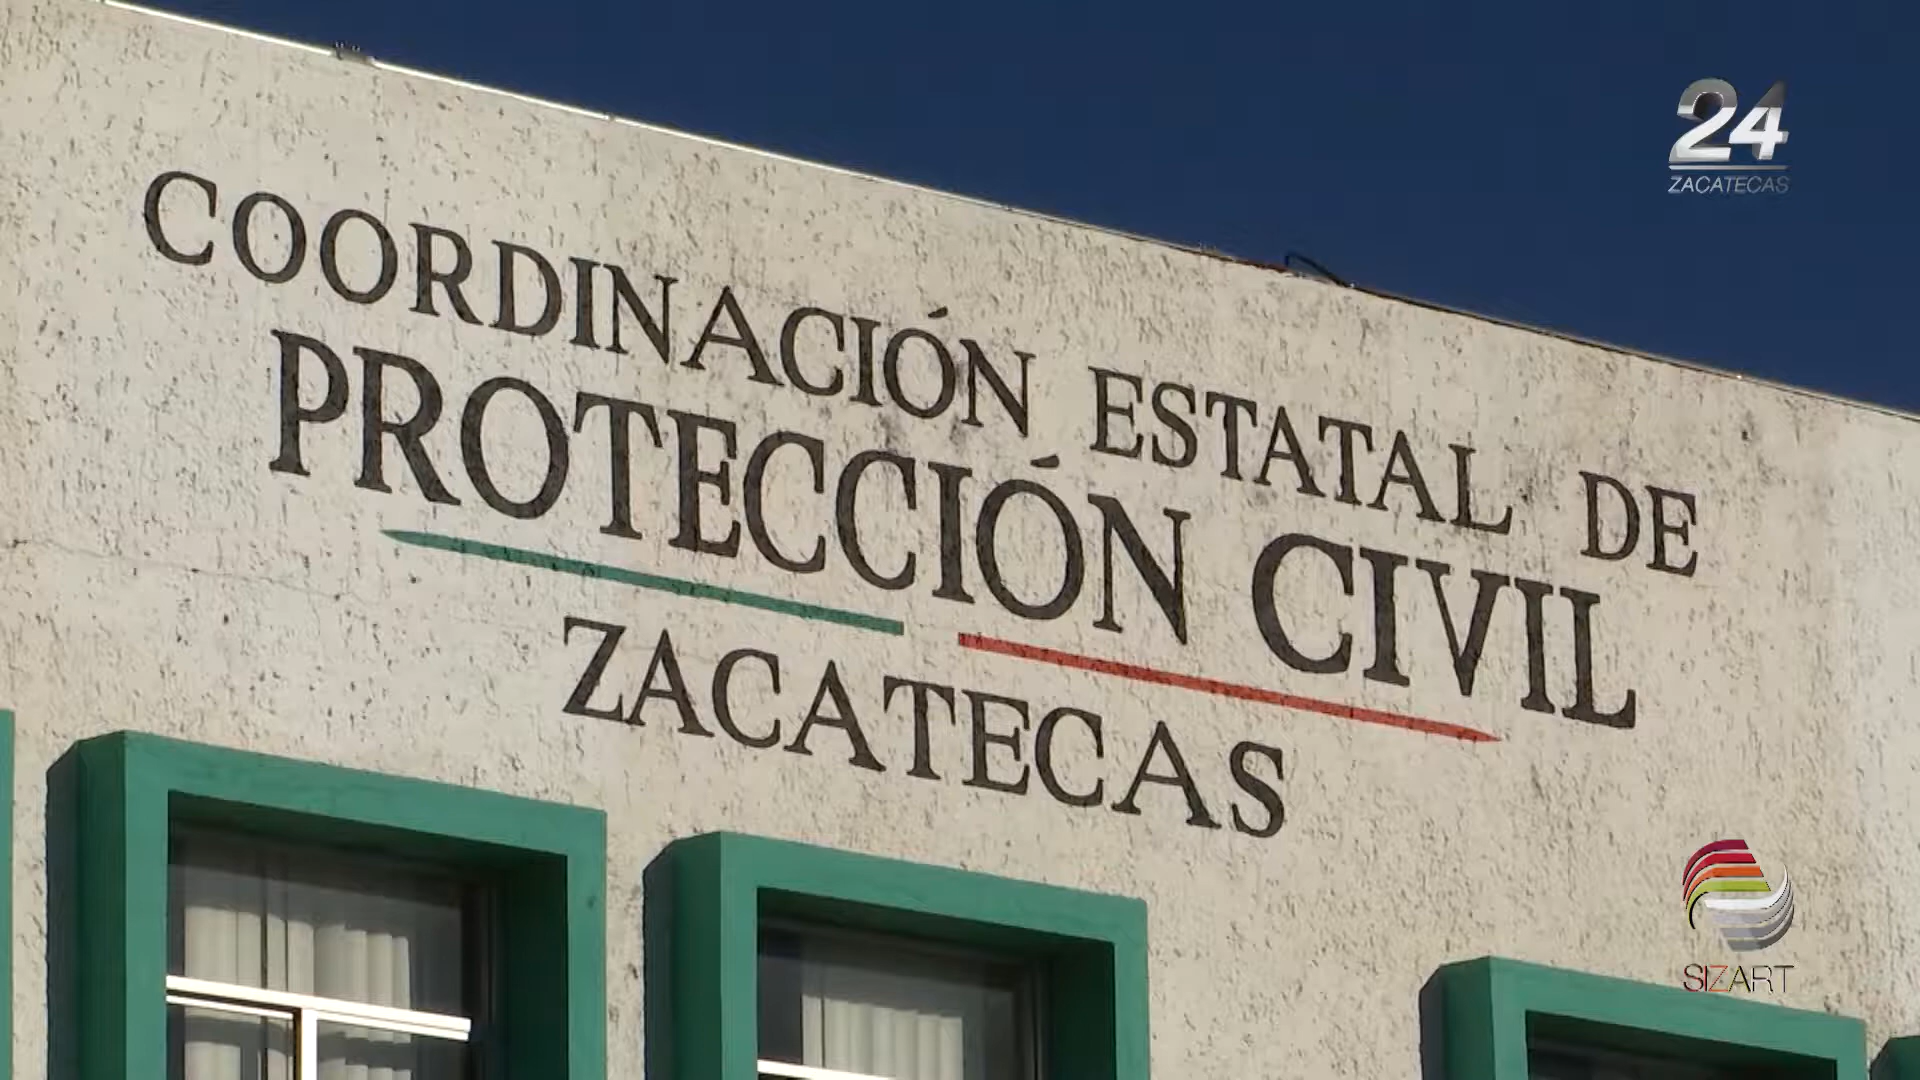 24
ZACATECAS
COORDINACIÓN ESTATAL DE
PROTECCIÓN CIVIL
ZACATECAS
SIZART